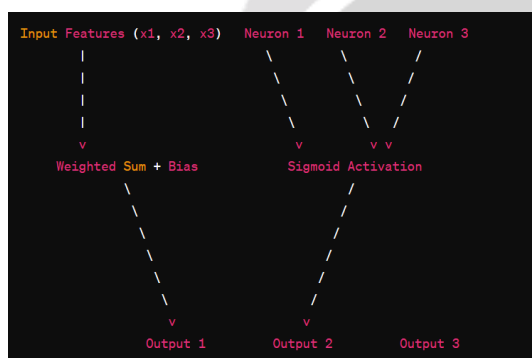 Input Features (x1, x2, x3) Neuron 1 Neuron 2 Neuron 3
| \ \ /
| \ \ /
| \ \ /
| \ \ /
v v v v
Weighted Sum + Bias Sigmoid Activation
\ /
\ /
\ /
\ /
\ /
\ /
v v
Output 1 Output 2 Output 3